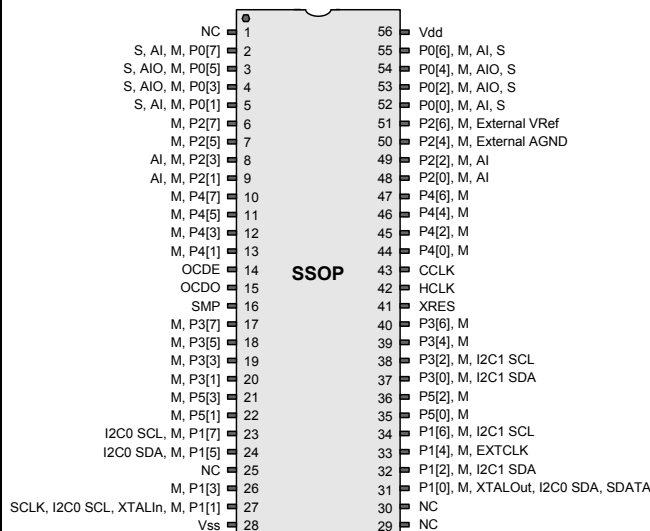 NC 1 56 Vdd
S, AI, M, P0[7] 2 55 P0[6], M, AI, S
S, AIO, M, P0[5] 3 54 P0[4], M, AIO, S
S, AIO, M, P0[3] 4 53 P0[2], M, AIO, S
S, AI, M, P0[1] 5 52 P0[0], M, AI, S
M, P2[7] 6 51 P2[6], M, External VRef
M, P2[5] 7 50 P2[4], M, External AGND
AI, M, P2[3] 8 49 P2[2], M, AI
AI, M, P2[1] 9 48 P2[0], M, AI
M, P4[7] 10 47 P4[6], M
M, P4[5] 11 46 P4[4], M
M, P4[3] 12 45 P4[2], M
M, P4[1] 13 44 P4[0], M
OCDE 14 SSOP 43 CCLK
OCDO 15 42 HCLK
SMP 16 41 XRES
M, P3[7] 17 40 P3[6], M
M, P3[5] 18 39 P3[4], M
M, P3[3] 19 38 P3[2], M, I2C1 SCL
M, P3[1] 20 37 P3[0], M, I2C1 SDA
M, P5[3] 21 36 P5[2], M
M, P5[1] 22 35 P5[0], M
I2C0 SCL, M, P1[7] 23 34 P1[6], M, I2C1 SCL
I2C0 SDA, M, P1[5] 24 33 P1[4], M, EXTCLK
NC 25 32 P1[2], M, I2C1 SDA
M, P1[3] 26 31 P1[0], M, XTALOut, I2C0 SDA, SDATA
SCLK, I2C0 SCL, XTALIn, M, P1[1] 27 30 NC
Vss 28 29 NC